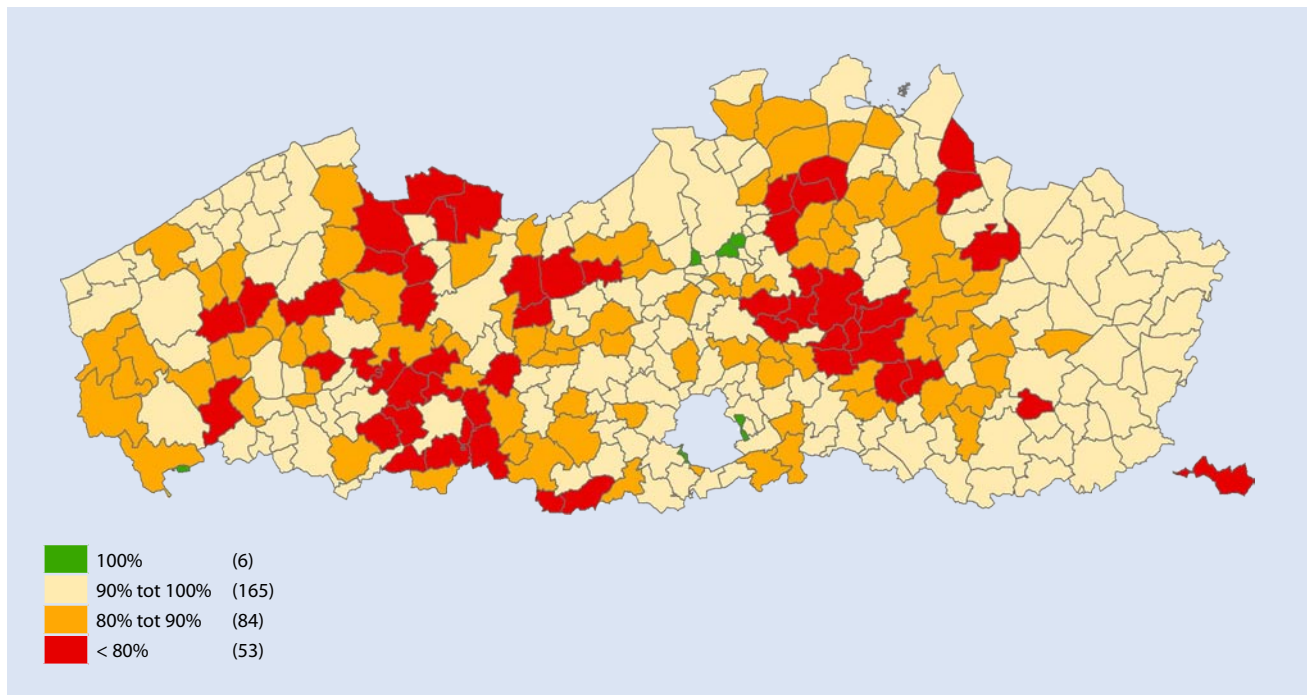 100% (6)
90% tot 100% (165)
80% tot 90% (84)
< 80% (53)